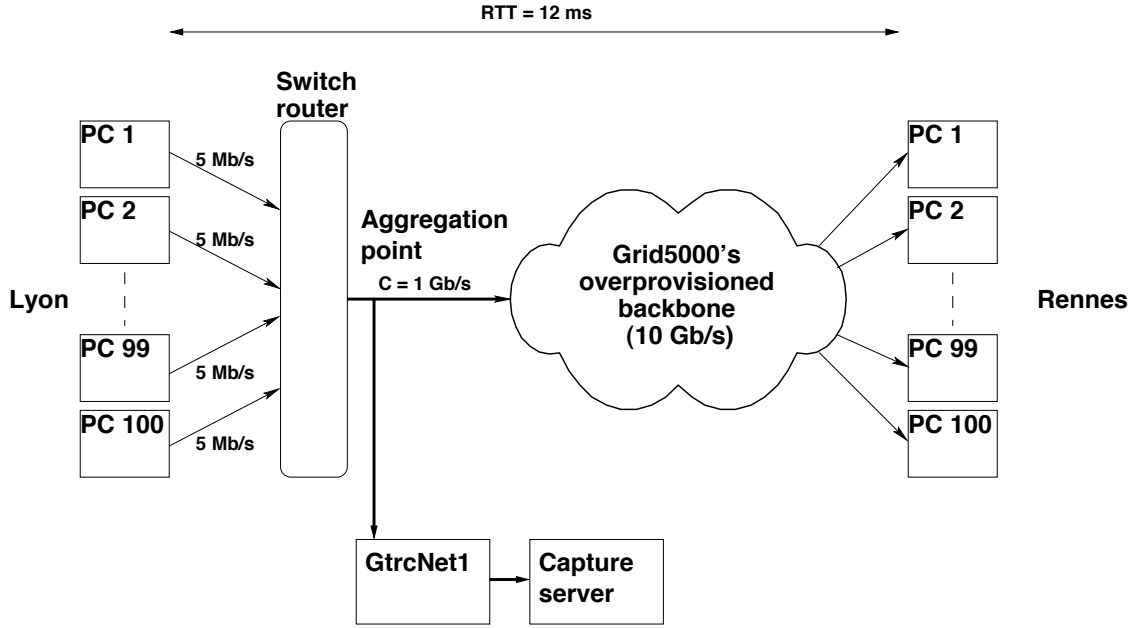 RTT = 12 ms
Switch
router
PC 1
5 Mb/s
PC 2
5 Mb/s
Lyon
PC 99
5 Mb/s
PC 100
5 Mb/s
Aggregation
point
C = 1 Gb/s
Grid5000's
overprovisioned
backbone
(10 Gb/s)
PC 1
PC 2
Rennes
PC 99
PC 100
GtrcNet1
Capture
server